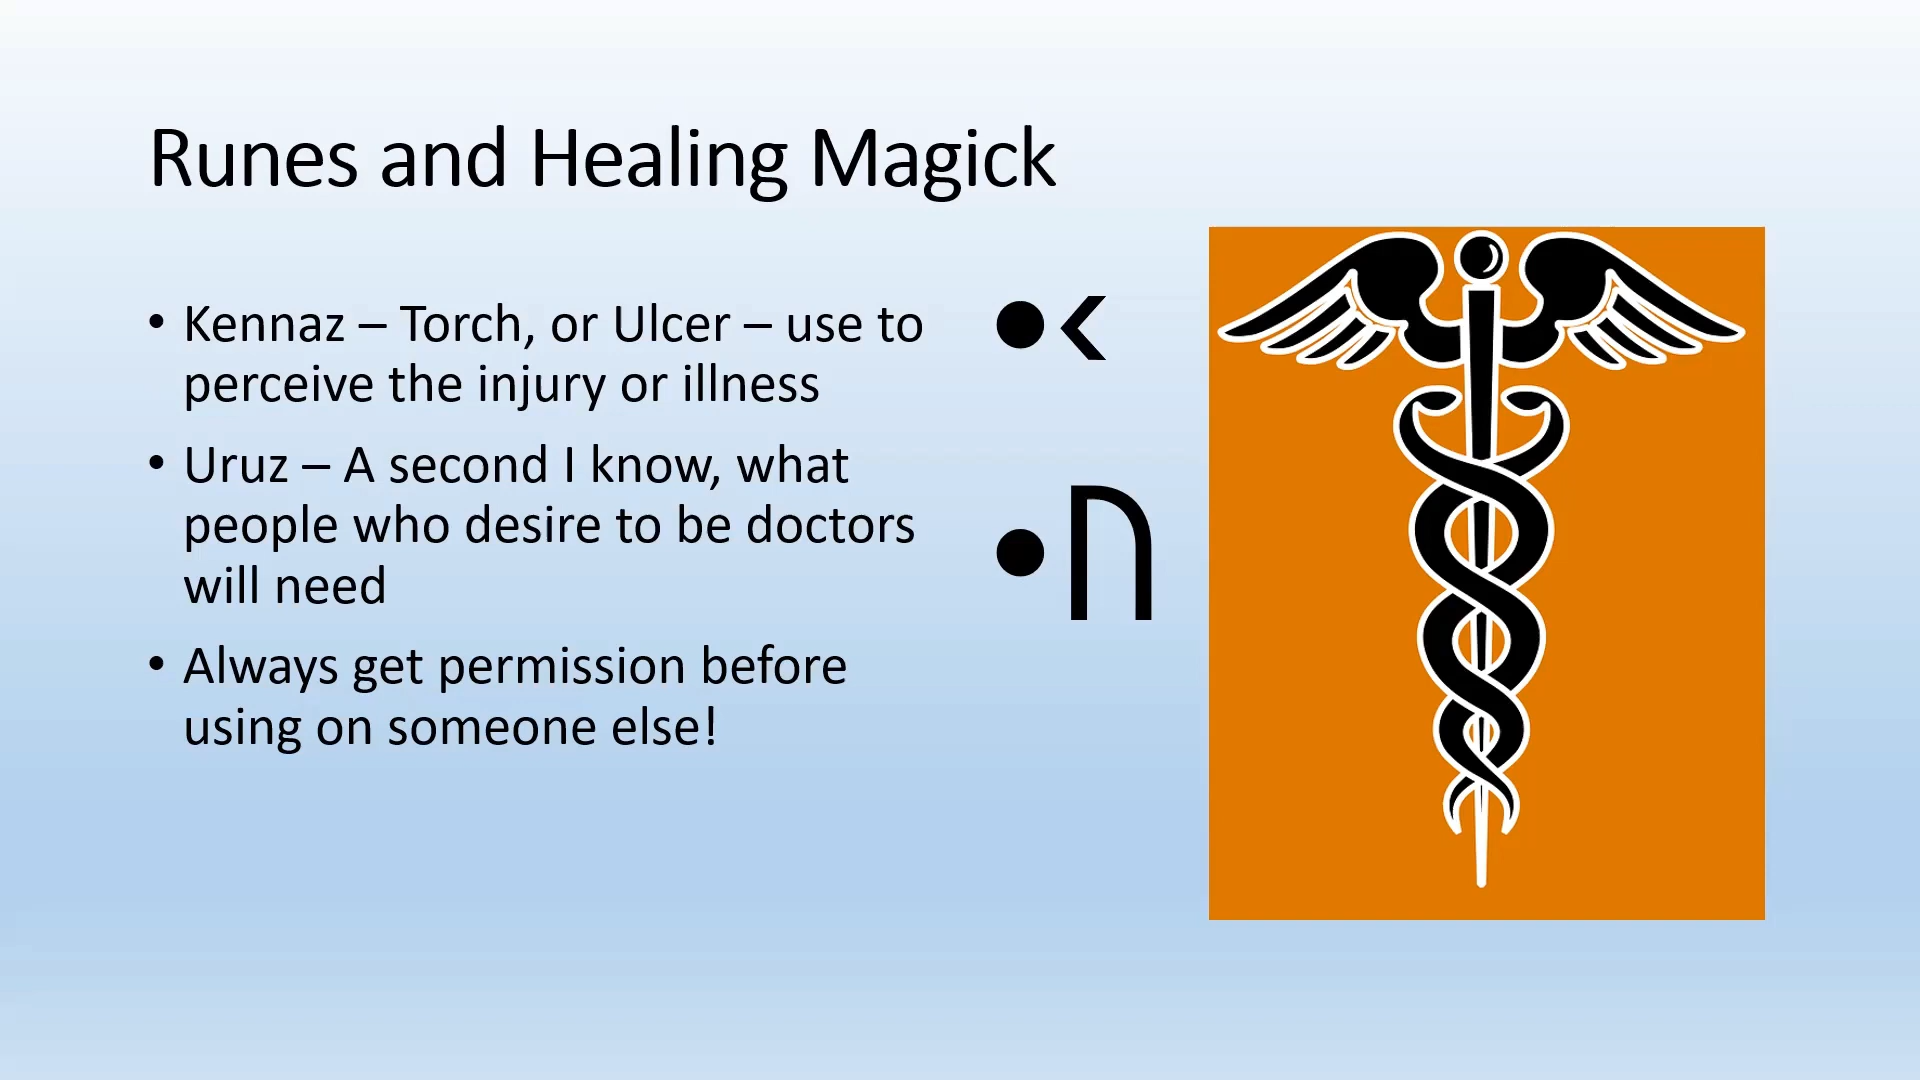 Runes and Healing Magick
• Kennaz – Torch, or Ulcer – use to
perceive the injury or illness
• Uruz – A second I know, what
people who desire to be doctors
will need
• Always get permission before
using on someone else!
• ᚲ
• ᚢ